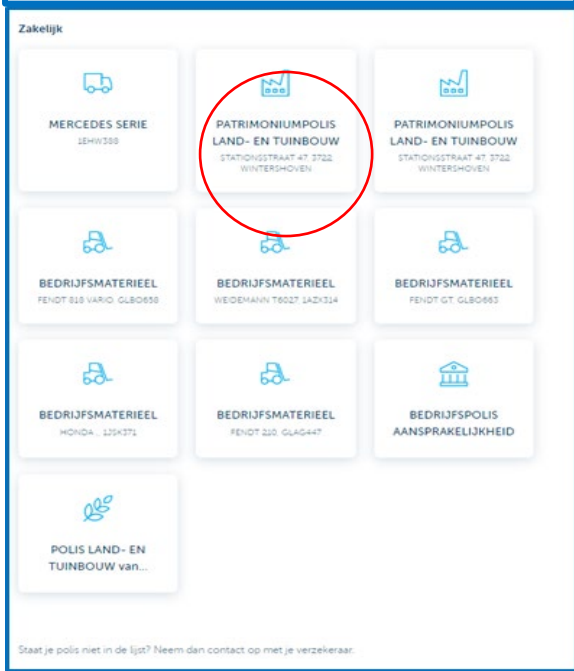 Zakelijk
MERCEDES SERIE
1EHW388
PATRIMONIUMPOLIS
LAND- EN TUINBOUW
STATIONSSTRAAT 47, 3722
WINTERSHOVEN
PATRIMONIUMPOLIS
LAND- EN TUINBOUW
STATIONSSTRAAT 47, 3722
WINTERSHOVEN
BEDRIJFSMATERIEEL
FENDT 818 VARIO, GLBO658
BEDRIJFSMATERIEEL
WEIDEMANN T6027, 1AZX314
BEDRIJFSMATERIEEL
FENDT GT, GLBO663
BEDRIJFSMATERIEEL
HONDA , 1JSK371
BEDRIJFSMATERIEEL
FENDT 210, GLAG447
BEDRIJFSPOLIS
AANSPRAKELIJKHEID
POLIS LAND- EN
TUINBOUW van...
Staat je polis niet in de lijst? Neem dan contact op met je verzekeraar.